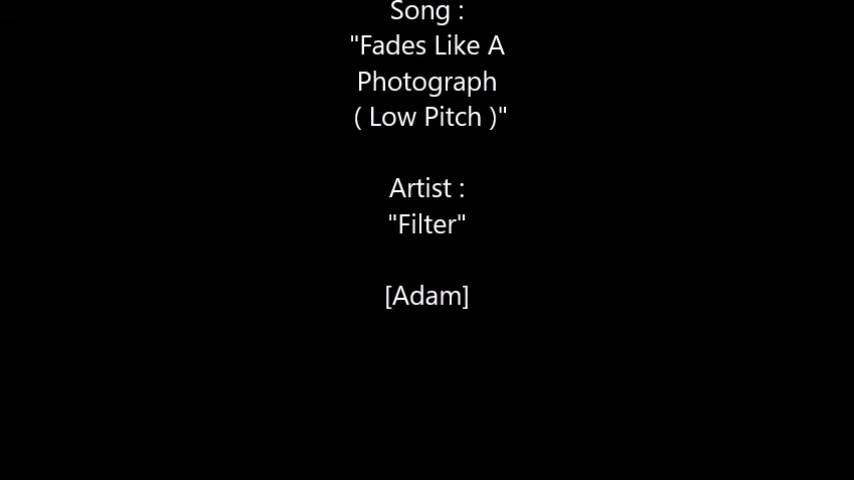 Song :
"Fades Like A
Photograph
( Low Pitch )"
Artist :
"Filter"
[Adam]